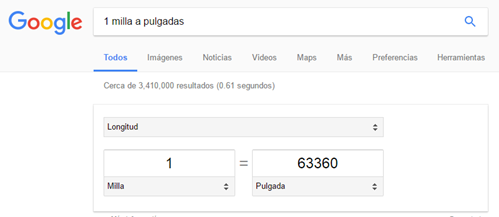 Google
1 milla a pulgadas
Todos Imágenes Noticias Vídeos Maps Más Preferencias Herramientas
Cerca de 3,410,000 resultados (0.61 segundos)
Longitud
1 = 63360
Milla Pulgada